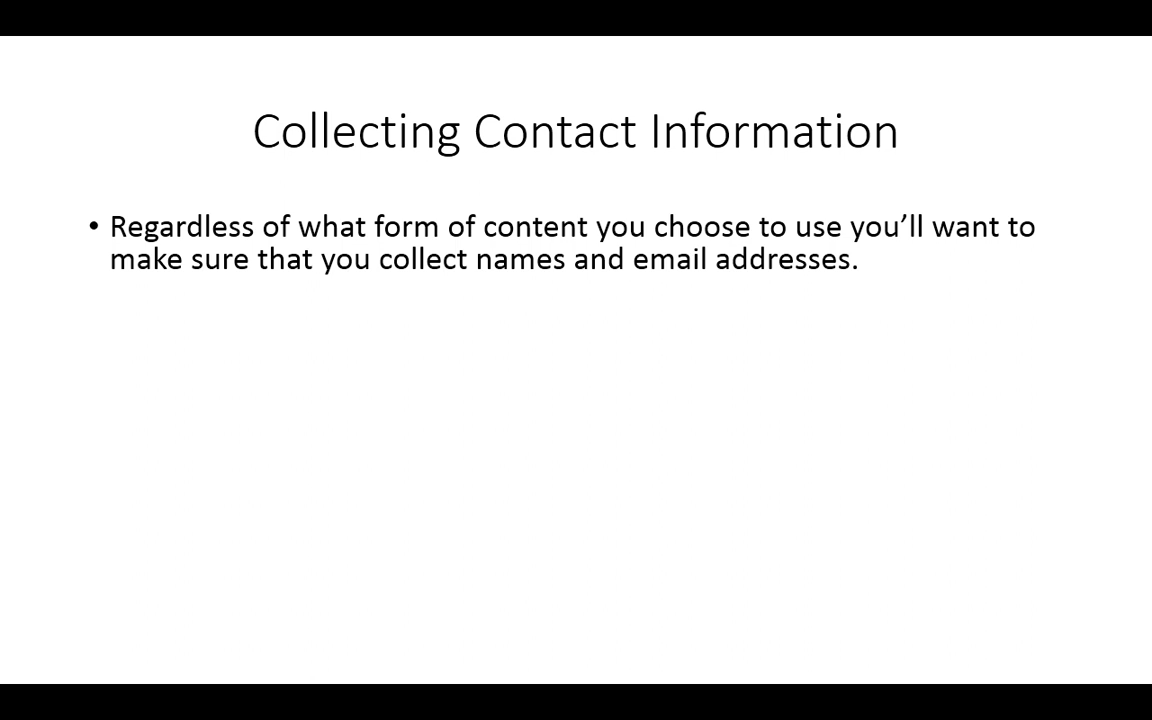 Collecting Contact Information
• Regardless of what form of content you choose to use you’ll want to
make sure that you collect names and email addresses.